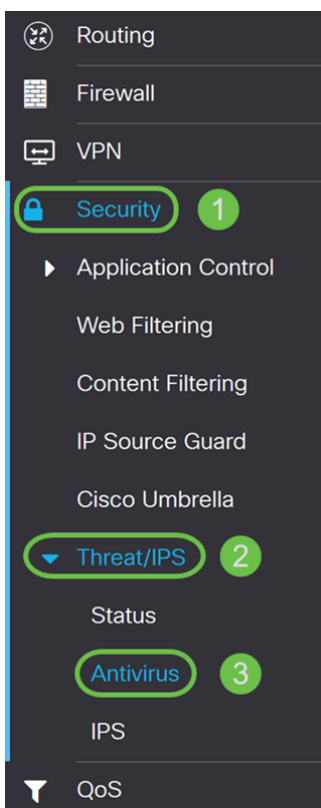 Routing
Firewall
VPN
Security 1
Application Control
Web Filtering
Content Filtering
IP Source Guard
Cisco Umbrella
Threat/IPS 2
Status
Antivirus 3
IPS
QoS